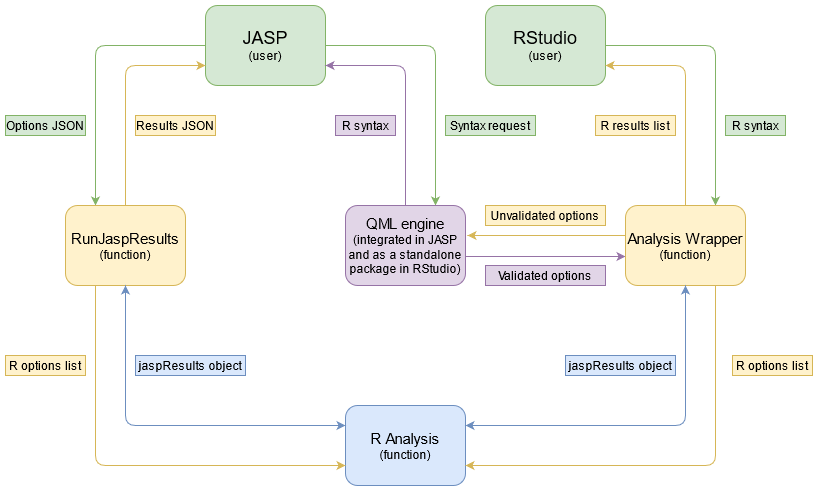 JASP
(user)
RStudio
(user)
Options JSON
Results JSON
R syntax
Syntax request
R results list
R syntax
RunJaspResults
(function)
QML engine
(integrated in JASP
and as a standalone
package in RStudio)
Unvalidated options
Validated options
Analysis Wrapper
(function)
R options list
jaspResults object
jaspResults object
R options list
R Analysis
(function)